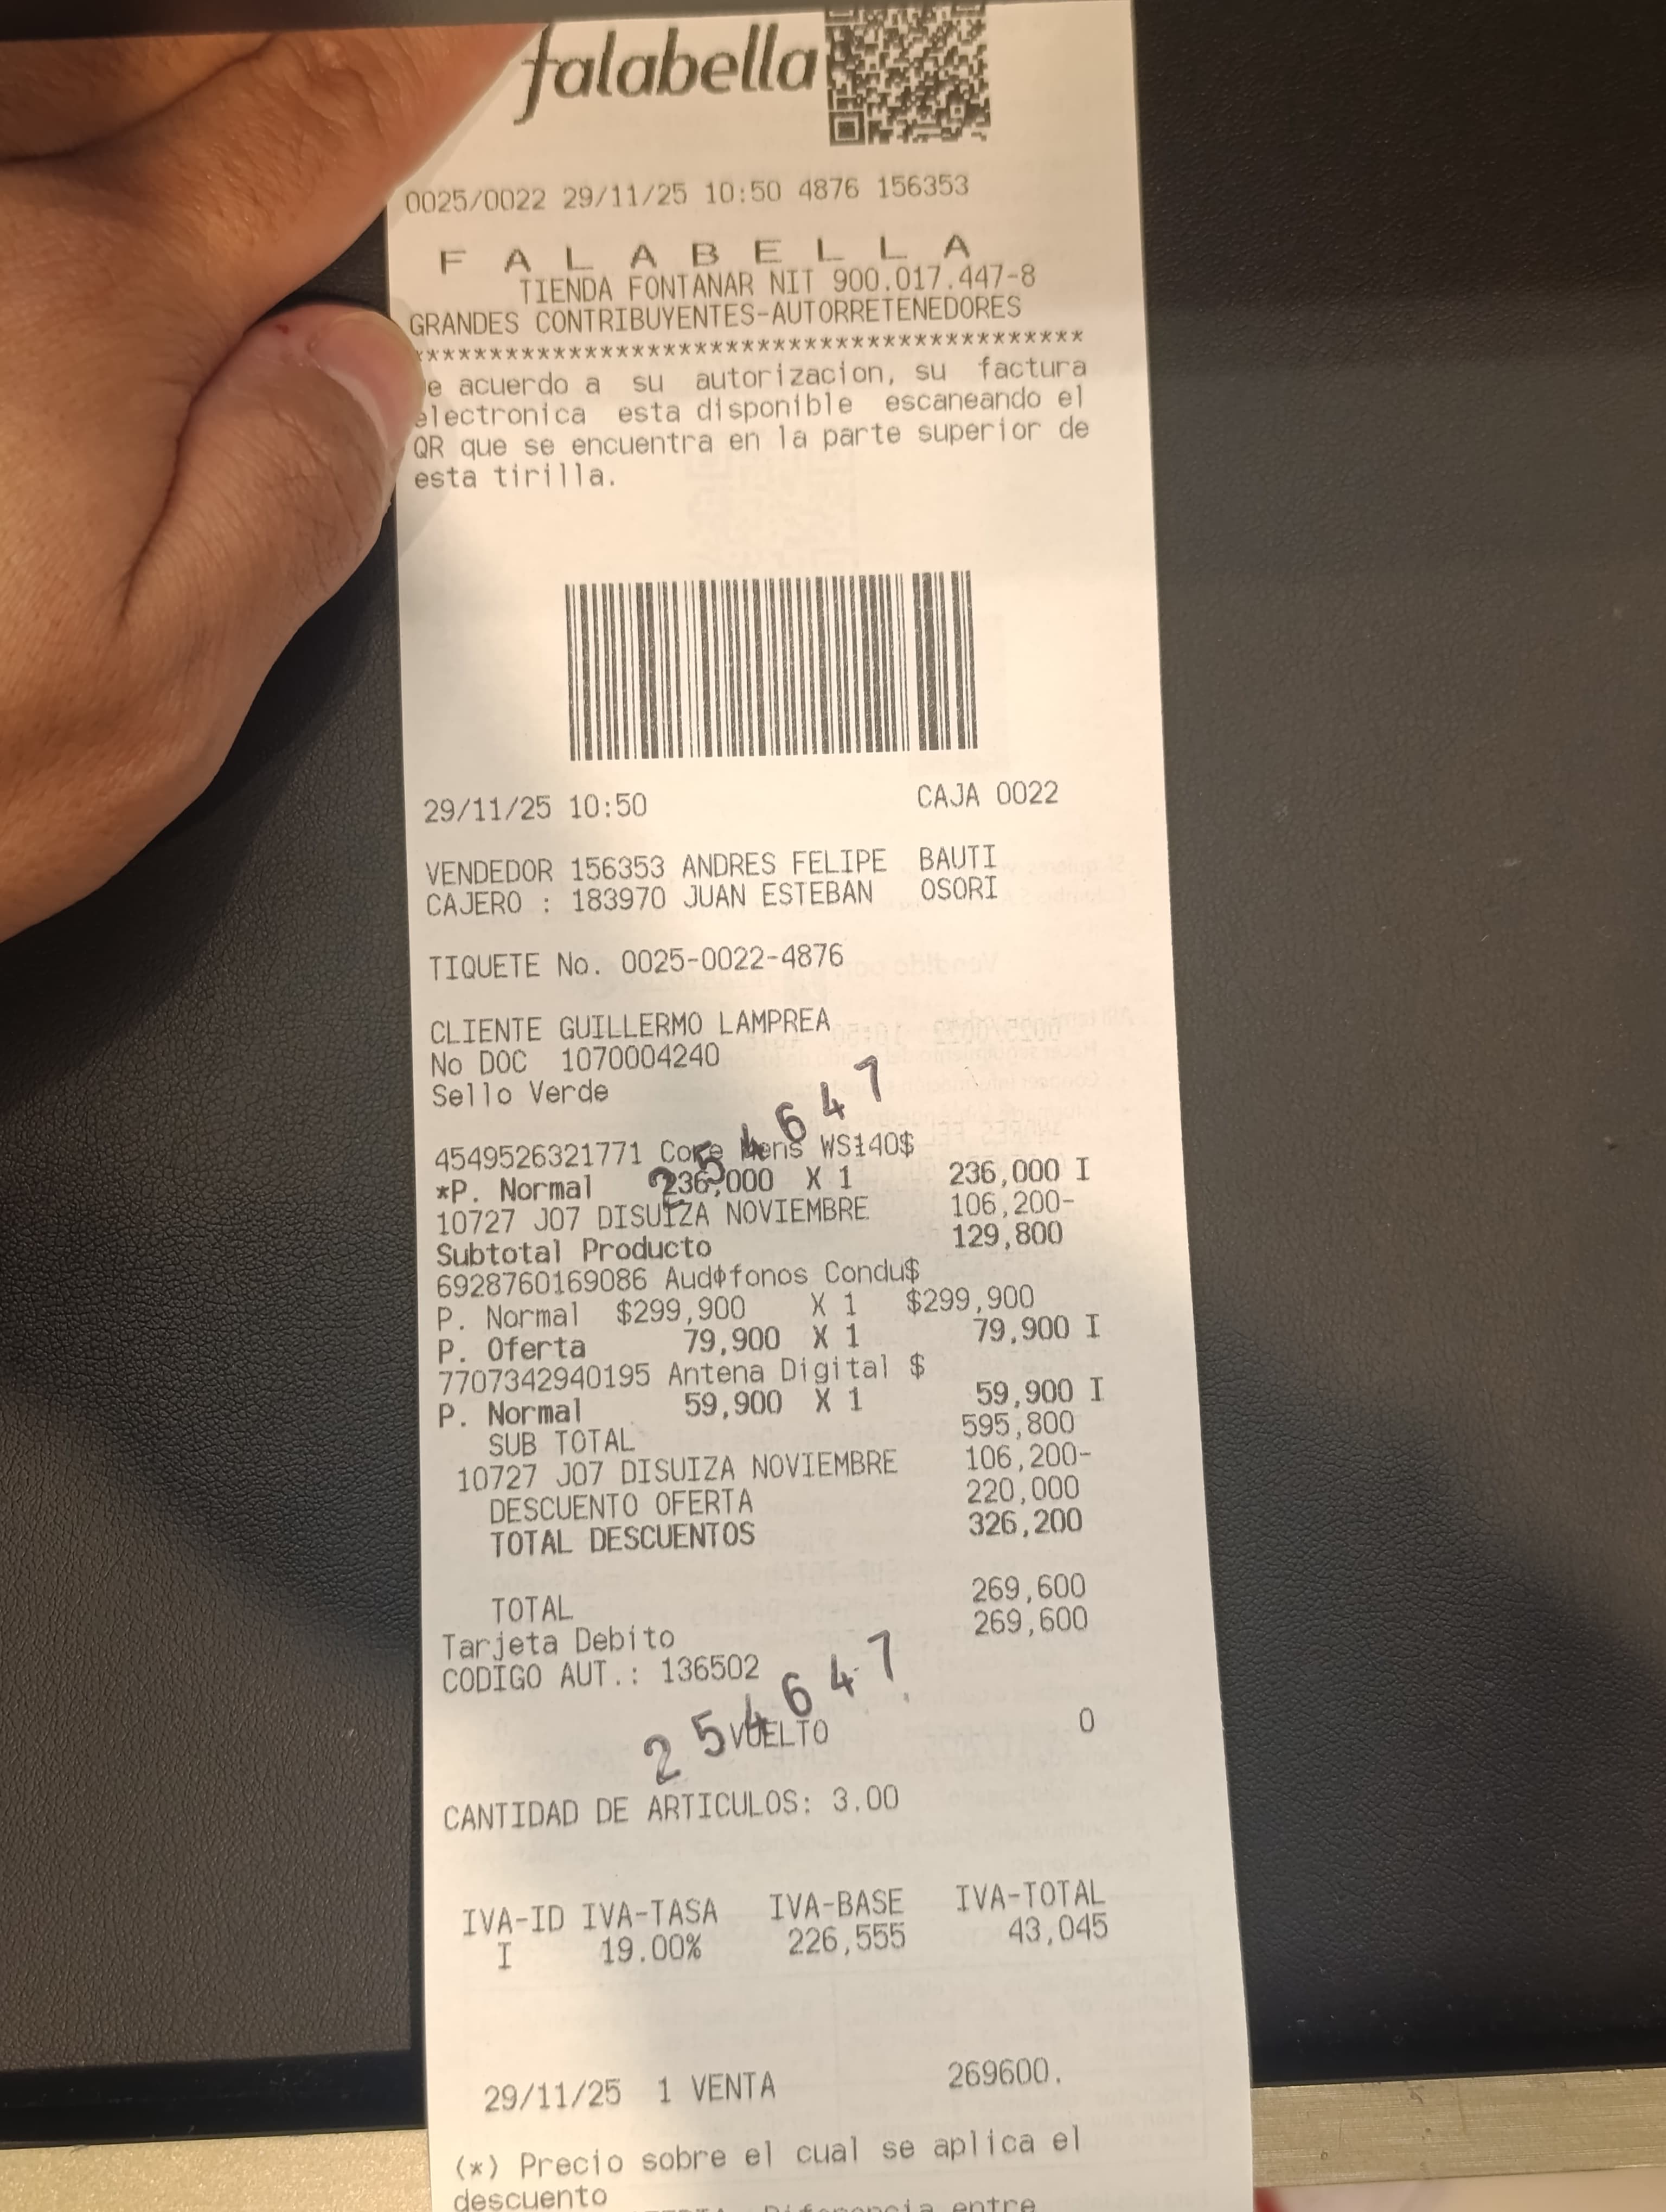 falabella
0025/0022 29/11/25 10:50 4876 156353
F A L A B E L L A
TIENDA FONTANAR NIT 900.017.447-8
GRANDES CONTRIBUYENTES-AUTORRETENEDORES
*******************************************
e acuerdo a su autorizacion, su factura
electronica esta disponible escaneando el
QR que se encuentra en la parte superior de
esta tirilla.
29/11/25 10:50 CAJA 0022
VENDEDOR 156353 ANDRES FELIPE BAUTI
CAJERO : 183970 JUAN ESTEBAN OSORI
TIQUETE No. 0025-0022-4876
CLIENTE GUILLERMO LAMPREA
No DOC 1070004240
Sello Verde
254647
4549526321771 Core Mens WS140$
*P. Normal 236,000 X 1 236,000 I
10727 J07 DISUIZA NOVIEMBRE 106,200-
Subtotal Producto 129,800
6928760169086 Audϕfonos Condu$
P. Normal $299,900 X 1 $299,900
P. Oferta 79,900 X 1 79,900 I
7707342940195 Antena Digital $
P. Normal 59,900 X 1 59,900 I
SUB TOTAL 595,800
10727 J07 DISUIZA NOVIEMBRE 106,200-
DESCUENTO OFERTA 220,000
TOTAL DESCUENTOS 326,200
TOTAL 269,600
Tarjeta Debito 269,600
CODIGO AUT.: 136502
254647
VUELTO 0
CANTIDAD DE ARTICULOS: 3.00
IVA-ID IVA-TASA IVA-BASE IVA-TOTAL
I 19.00% 226,555 43,045
29/11/25 1 VENTA 269600.
(*) Precio sobre el cual se aplica el
descuento
Diferencia entre